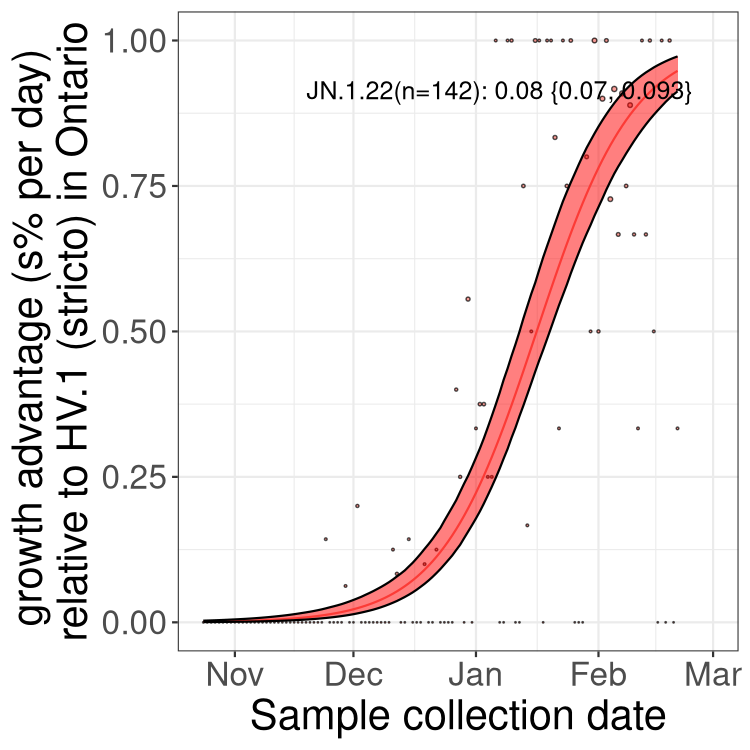 growth advantage (s% per day)
relative to HV.1 (stricto) in Ontario
1.00
0.75
0.50
0.25
0.00
JN.1.22(n=142): 0.08 {0.07, 0.093}
Nov Dec Jan Feb Mar
Sample collection date